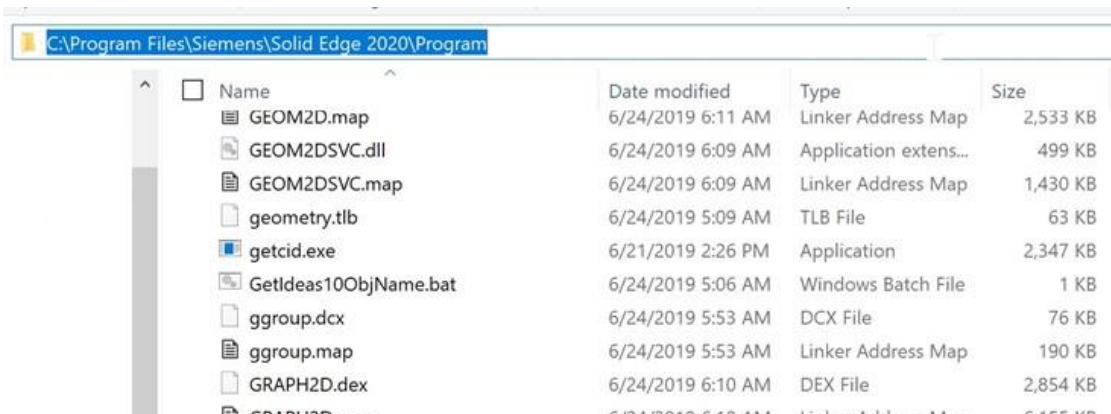 C:\Program Files\Siemens\Solid Edge 2020\Program
Name Date modified Type Size
GEOM2D.map 6/24/2019 6:11 AM Linker Address Map 2,533 KB
GEOM2DSVC.dll 6/24/2019 6:09 AM Application extens... 499 KB
GEOM2DSVC.map 6/24/2019 6:09 AM Linker Address Map 1,430 KB
geometry.tlb 6/24/2019 5:09 AM TLB File 63 KB
getcid.exe 6/21/2019 2:26 PM Application 2,347 KB
GetIdeas10ObjName.bat 6/24/2019 5:06 AM Windows Batch File 1 KB
ggroup.dcx 6/24/2019 5:53 AM DCX File 76 KB
ggroup.map 6/24/2019 5:53 AM Linker Address Map 190 KB
GRAPH2D.dex 6/24/2019 6:10 AM DEX File 2,854 KB